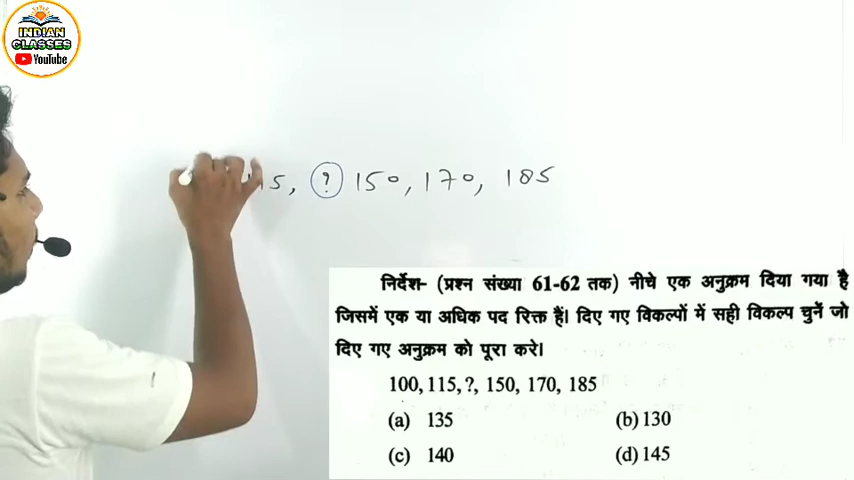 INDIAN
CLASSES
YouTube
15, ? 150, 170, 185
निर्देश- (प्रश्न संख्या 61-62 तक) नीचे एक अनुक्रम दिया गया है
जिसमें एक या अधिक पद रिक्त हैं। दिए गए विकल्पों में सही विकल्प चुनें जो
दिए गए अनुक्रम को पूरा करे।
100, 115, ?, 150, 170, 185
(a) 135 (b) 130
(c) 140 (d) 145